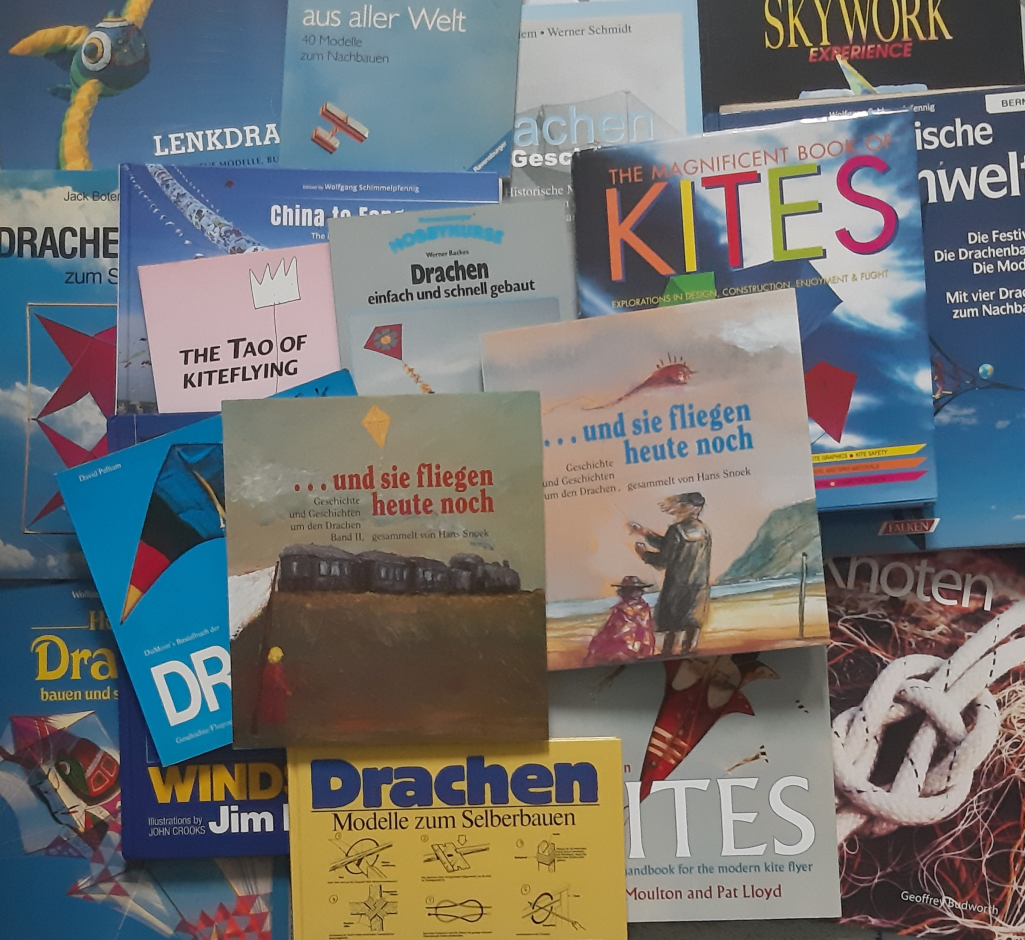 LENKDRA
aus aller Welt
40 Modelle
zum Nachbauen
Ravensburger
Werner Schmidt
achen
Historische
SKYWORK
EXPERIENCE
Jack Boter
DRACHE
zum S
Edited by Wolfgang Schimmelpfennig
China to
THE TAO OF
KITEFLYING
HOBBYKURSE
Werner Backes
Drachen
einfach und schnell gebaut
THE MAGNIFICENT BOOK OF
KITES
EXPLORATIONS IN DESIGN, CONSTRUCTION, ENJOYMENT & FLIGHT
KITE SAFETY
BER
ische
welt
Die Festiv
Die Drachenba
Die Mod
Mit vier Drac
zum Nachba
FALKEN
... und sie fliegen
heute noch
Geschichte
und Geschichten
um den Drachen, gesammelt von Hans Snoek
David Pelham
DuMont's Bastelbuch der
DR
... und sie fliegen
heute noch
Geschichte
und Geschichten
um den Drachen
Band II, gesammelt von Hans Snoek
Dra
bauen und s
WINDS
Illustrations by
JOHN CROOKS
Jim
Drachen
Modelle zum Selberbauen
ITES
andbook for the modern kite flyer
Moulton and Pat Lloyd
Knoten
Geoffrey Budworth